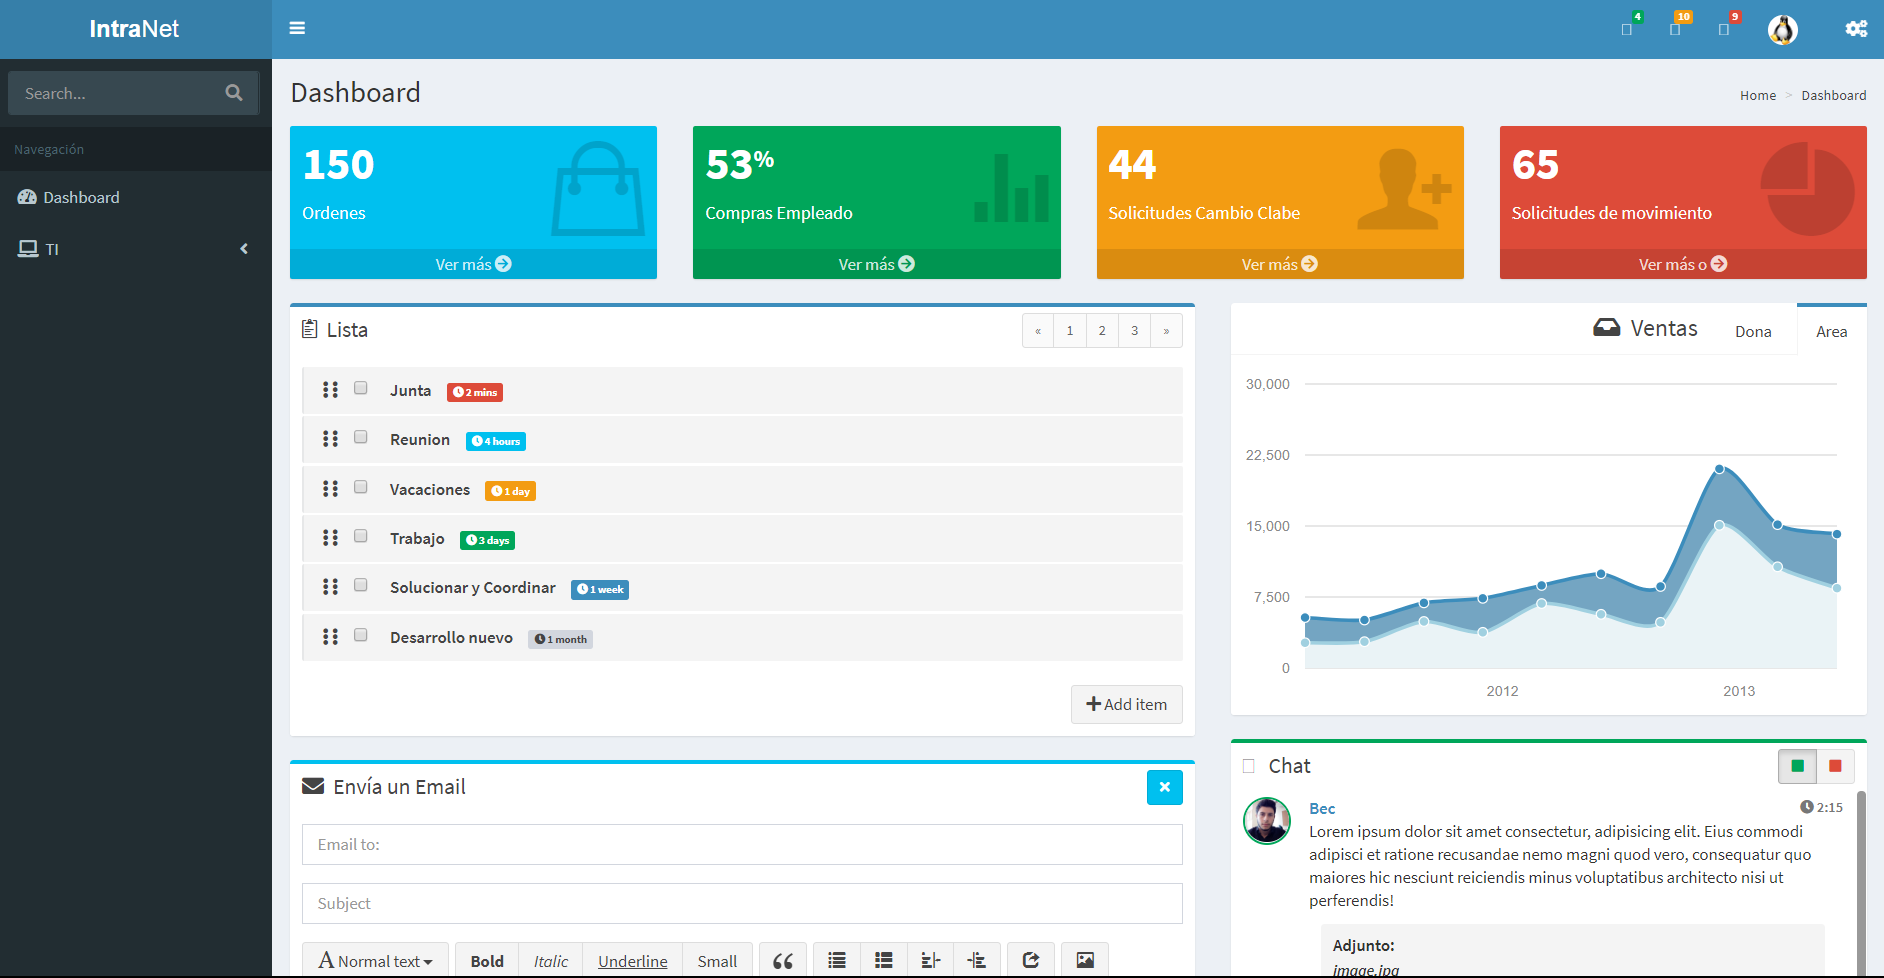 IntraNet
4
10
9
Search...
Navegación
Dashboard
TI
Dashboard
Home > Dashboard
150
Ordenes
Ver más
53%
Compras Empleado
Ver más
44
Solicitudes Cambio Clabe
Ver más
65
Solicitudes de movimiento
Ver más o
Lista
« 1 2 3 »
Junta 2 mins
Reunion 4 hours
Vacaciones 1 day
Trabajo 3 days
Solucionar y Coordinar 1 week
Desarrollo nuevo 1 month
Add item
Ventas
Dona
Area
30,000
22,500
15,000
7,500
0
2012
2013
Envía un Email
Email to:
Subject
A Normal text
Bold
Italic
Underline
Small
Chat
Bec
2:15
Lorem ipsum dolor sit amet consectetur, adipisicing elit. Eius commodi
adipisci et ratione recusandae nemo magni quod vero, consequatur quo
maiores hic nesciunt reiciendis minus voluptatibus architecto nisi ut
perferendis!
Adjunto:
image.jpg